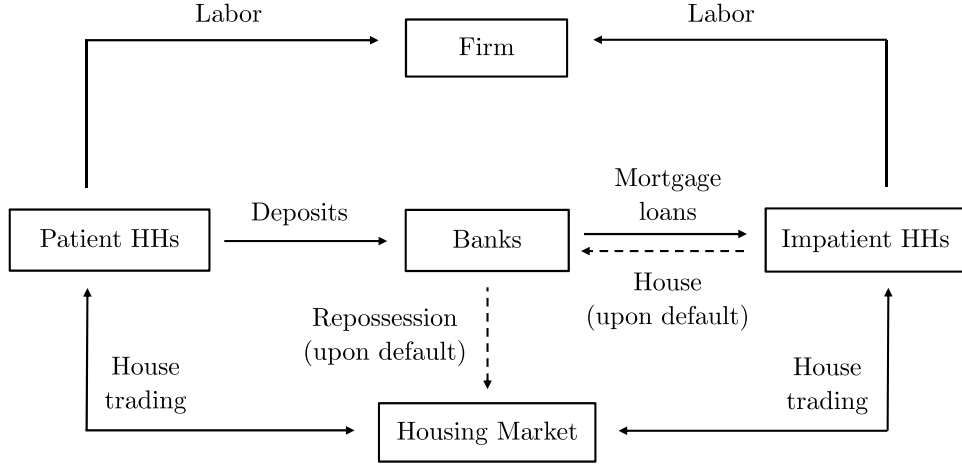 Labor
Labor
Firm
Mortgage
loans
Deposits
Patient HHs
Banks
Impatient HHs
House
(upon default)
Repossession
(upon default)
House
trading
House
trading
Housing Market